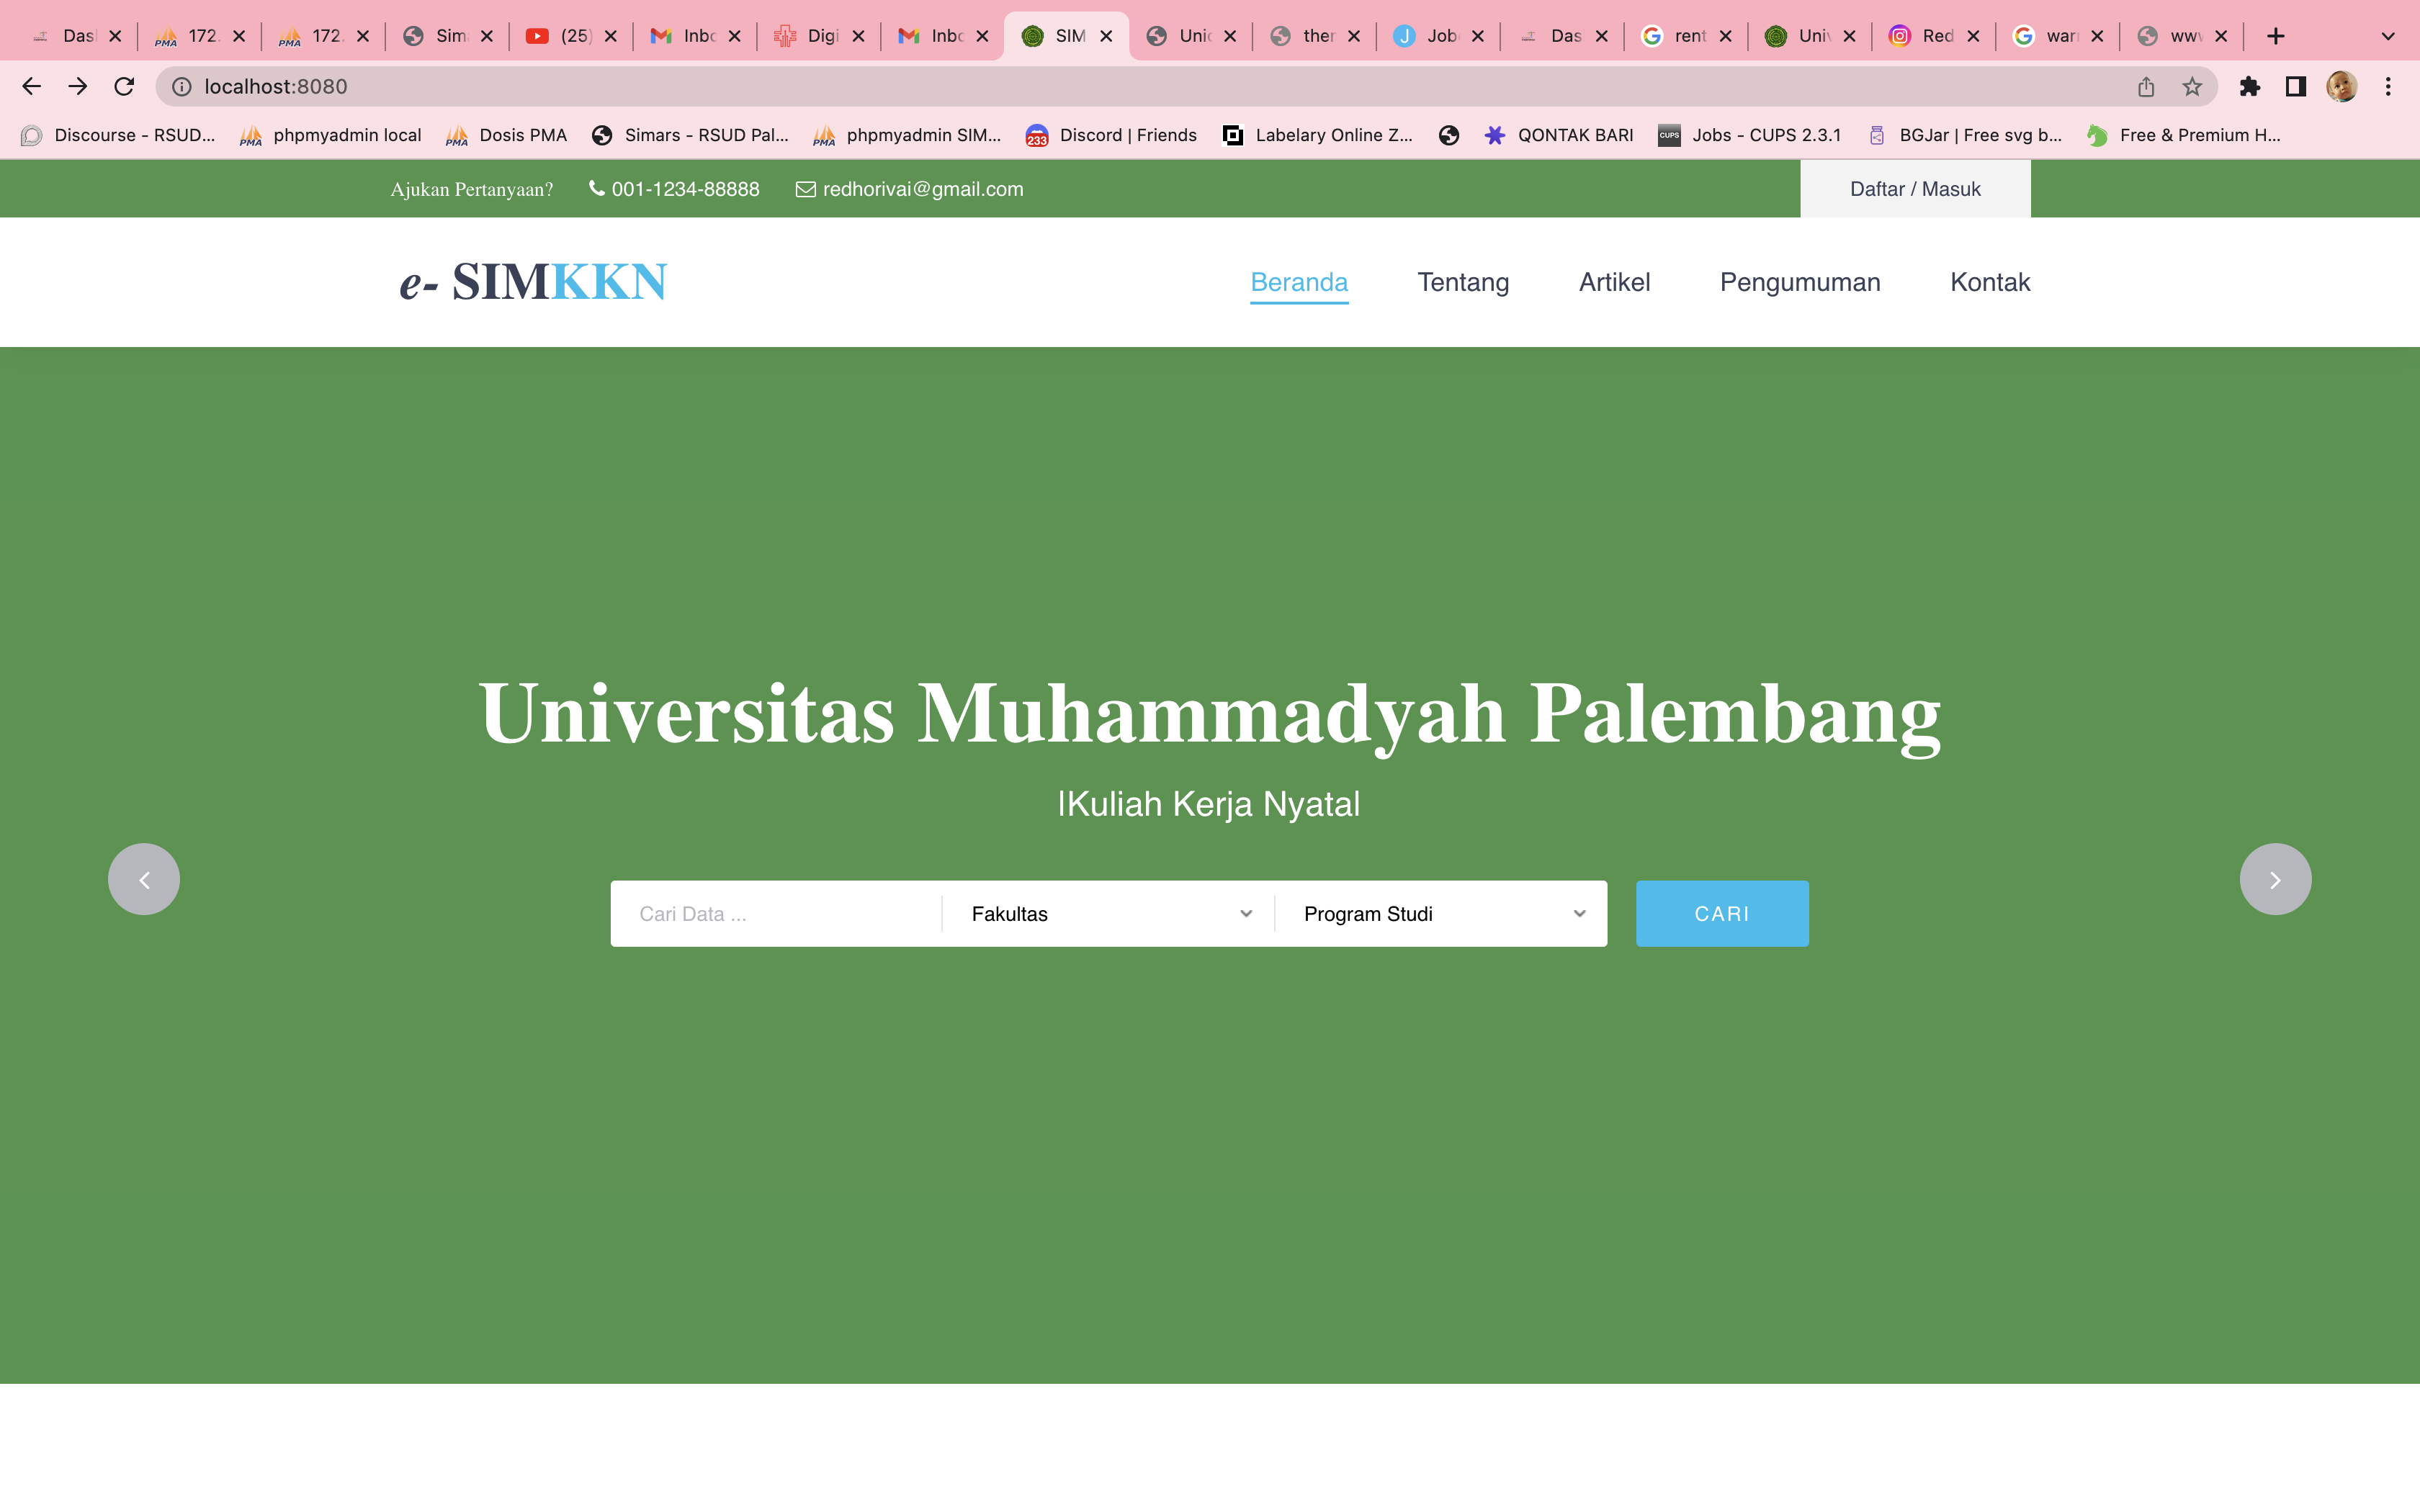 Das 172. 172. Sim (25) Inbo Digi Inbo SIM Unic ther Job Das rent Univ Red war www
localhost:8080
Discourse - RSUD... phpmyadmin local Dosis PMA Simars - RSUD Pal... phpmyadmin SIM... Discord | Friends Labelary Online Z... QONTAK BARI Jobs - CUPS 2.3.1 BGJar | Free svg b... Free & Premium H...
Ajukan Pertanyaan? 001-1234-88888 redhorivai@gmail.com Daftar / Masuk
e- SIMKKN Beranda Tentang Artikel Pengumuman Kontak
Universitas Muhammadyah Palembang
|Kuliah Kerja Nyata|
Cari Data ... Fakultas Program Studi CARI